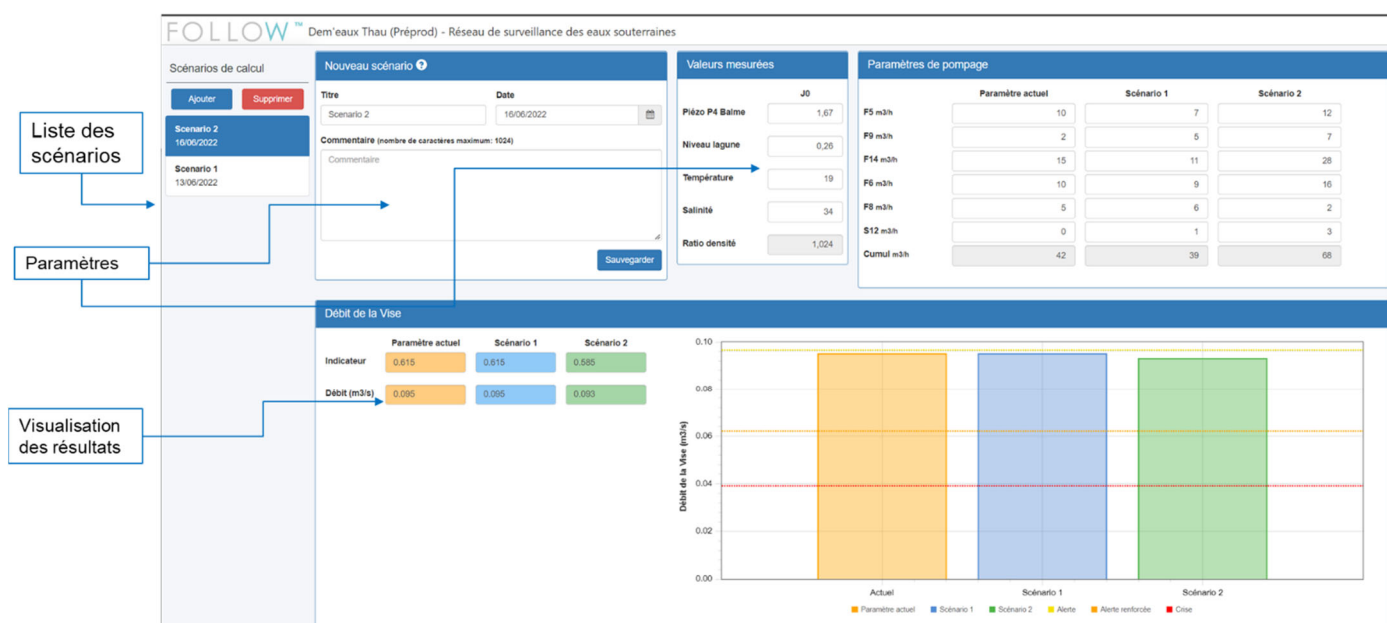 FOLLOW™ Dem'eaux Thau (Préprod) - Réseau de surveillance des eaux souterraines
Liste des
scénarios
Paramètres
Visualisation
des résultats
Scénarios de calcul
Ajouter Supprimer
Scenario 2
16/06/2022
Scenario 1
13/06/2022
Nouveau scénario ?
Titre Date
Scenario 2 16/06/2022
Commentaire (nombre de caractères maximum: 1024)
Commentaire
Sauvegarder
Valeurs mesurées
J0
Piézo P4 Balme 1,67
Niveau lagune 0,26
Température 19
Salinité 34
Ratio densité 1,024
Paramètres de pompage
Paramètre actuel Scénario 1 Scénario 2
F5 m3/h 10 7 12
F9 m3/h 2 5 7
F14 m3/h 15 11 28
F6 m3/h 10 9 16
F8 m3/h 5 6 2
S12 m3/h 0 1 3
Cumul m3/h 42 39 68
Débit de la Vise
Paramètre actuel Scénario 1 Scénario 2
Indicateur 0.615 0.615 0.585
Débit (m3/s) 0.095 0.095 0.093
Débit de la Vise (m3/s)
0.10
0.08
0.06
0.04
0.02
0.00
Actuel Scénario 1 Scénario 2
Paramètre actuel Scénario 1 Scénario 2 Alerte Alerte renforcée Crise